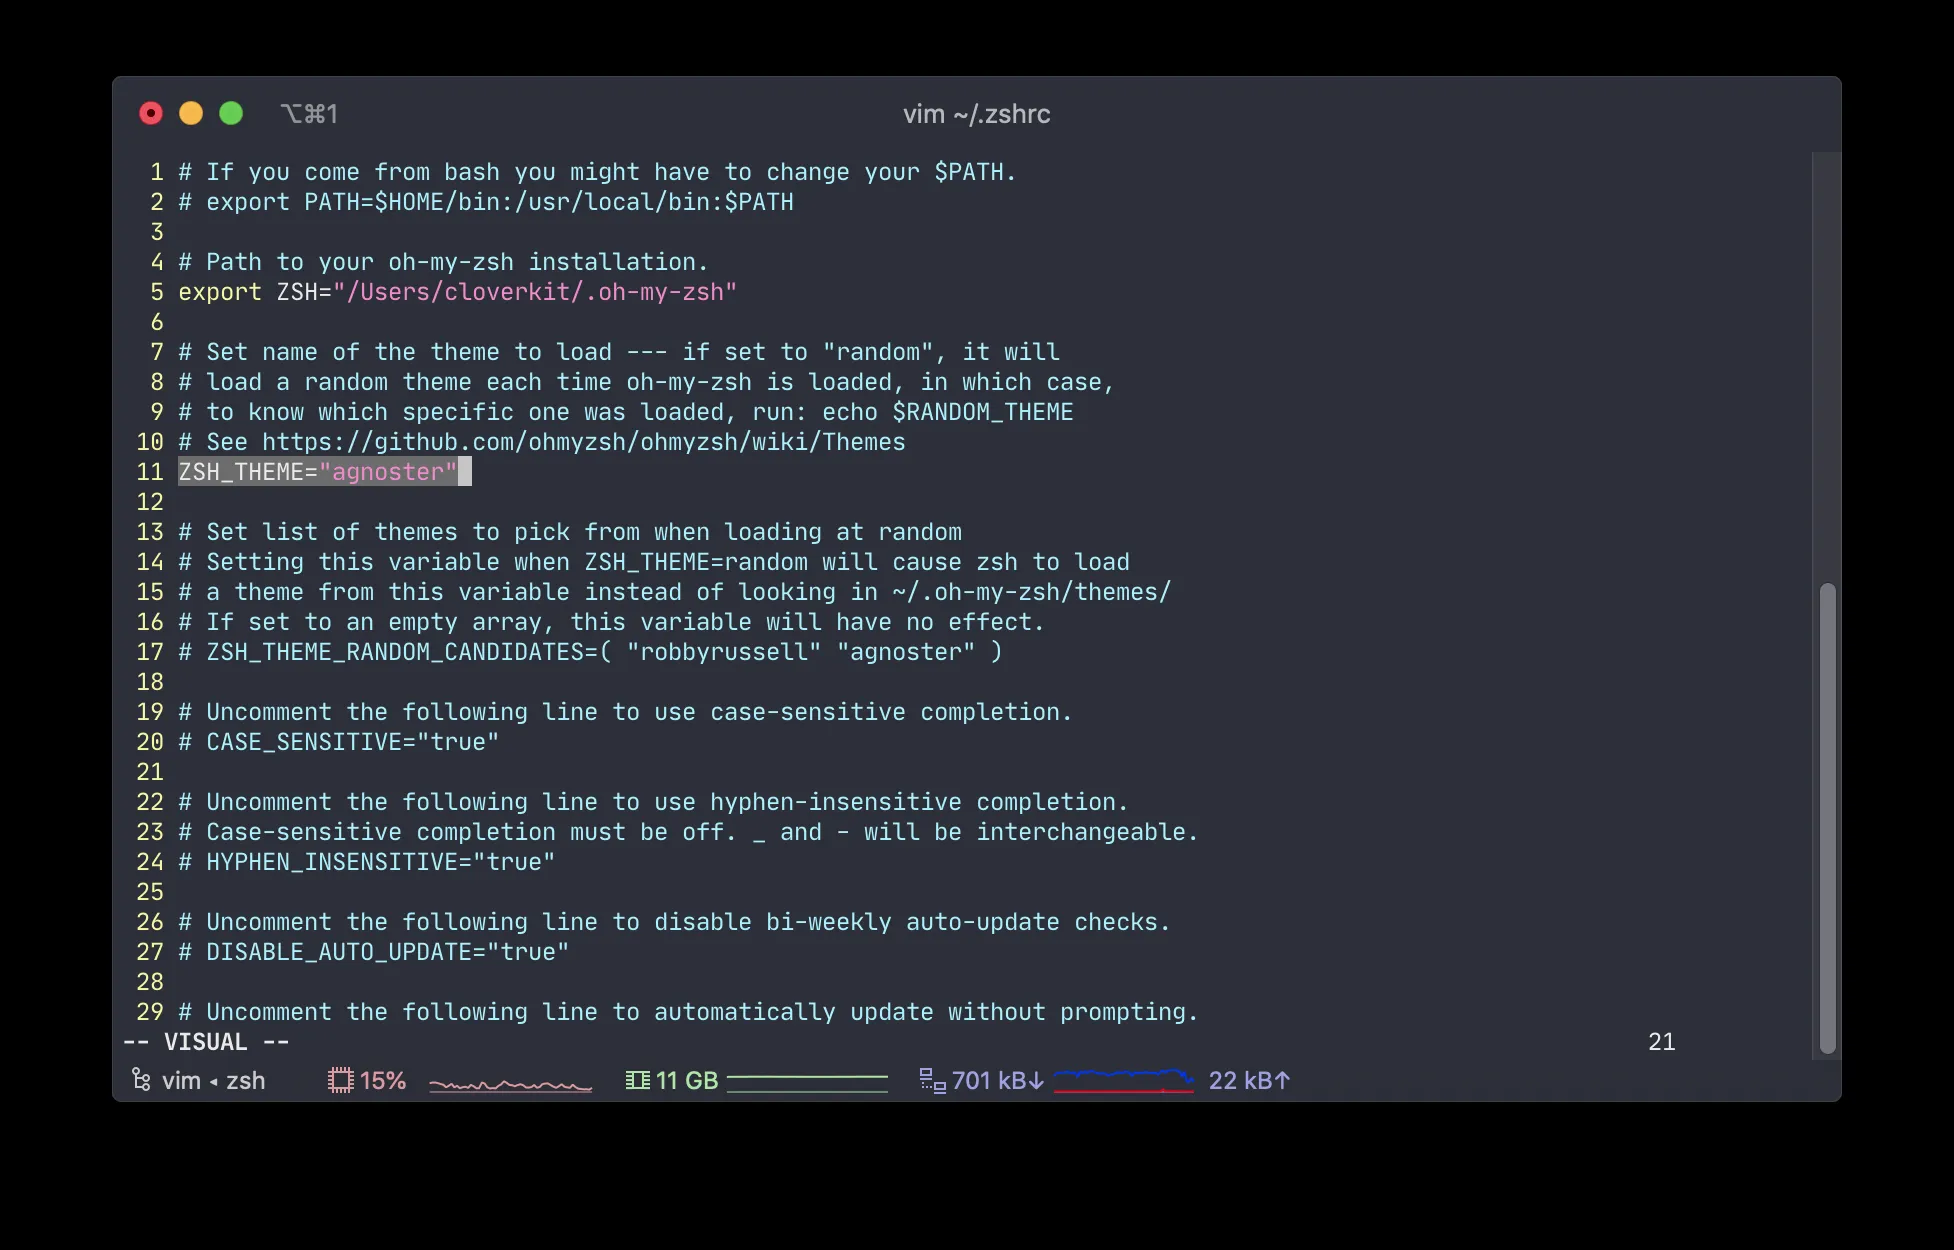 ⌥⌘1
vim ~/.zshrc
1 # If you come from bash you might have to change your $PATH.
2 # export PATH=$HOME/bin:/usr/local/bin:$PATH
3
4 # Path to your oh-my-zsh installation.
5 export ZSH="/Users/cloverkit/.oh-my-zsh"
6
7 # Set name of the theme to load --- if set to "random", it will
8 # load a random theme each time oh-my-zsh is loaded, in which case,
9 # to know which specific one was loaded, run: echo $RANDOM_THEME
10 # See https://github.com/ohmyzsh/ohmyzsh/wiki/Themes
11 ZSH_THEME="agnoster"
12
13 # Set list of themes to pick from when loading at random
14 # Setting this variable when ZSH_THEME=random will cause zsh to load
15 # a theme from this variable instead of looking in ~/.oh-my-zsh/themes/
16 # If set to an empty array, this variable will have no effect.
17 # ZSH_THEME_RANDOM_CANDIDATES=( "robbyrussell" "agnoster" )
18
19 # Uncomment the following line to use case-sensitive completion.
20 # CASE_SENSITIVE="true"
21
22 # Uncomment the following line to use hyphen-insensitive completion.
23 # Case-sensitive completion must be off. _ and - will be interchangeable.
24 # HYPHEN_INSENSITIVE="true"
25
26 # Uncomment the following line to disable bi-weekly auto-update checks.
27 # DISABLE_AUTO_UPDATE="true"
28
29 # Uncomment the following line to automatically update without prompting.
-- VISUAL -- 21
vim ◂ zsh 15% 11 GB 701 kB↓ 22 kB↑